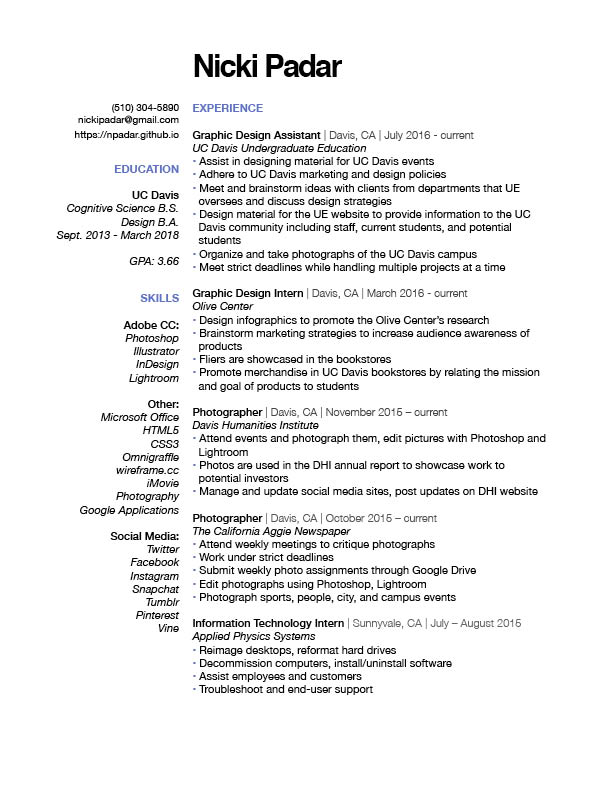 Nicki Padar
(510) 304-5890
nickipadar@gmail.com
https://npadar.github.io
EDUCATION
UC Davis
Cognitive Science B.S.
Design B.A.
Sept. 2013 - March 2018
GPA: 3.66
SKILLS
Adobe CC:
Photoshop
Illustrator
InDesign
Lightroom
Other:
Microsoft Office
HTML5
CSS3
Omnigraffle
wireframe.cc
iMovie
Photography
Google Applications
Social Media:
Twitter
Facebook
Instagram
Snapchat
Tumblr
Pinterest
Vine
EXPERIENCE
Graphic Design Assistant | Davis, CA | July 2016 - current
UC Davis Undergraduate Education
• Assist in designing material for UC Davis events
• Adhere to UC Davis marketing and design policies
• Meet and brainstorm ideas with clients from departments that UE
oversees and discuss design strategies
• Design material for the UE website to provide information to the UC
Davis community including staff, current students, and potential
students
• Organize and take photographs of the UC Davis campus
• Meet strict deadlines while handling multiple projects at a time
Graphic Design Intern | Davis, CA | March 2016 - current
Olive Center
• Design infographics to promote the Olive Center's research
• Brainstorm marketing strategies to increase audience awareness of
products
• Fliers are showcased in the bookstores
• Promote merchandise in UC Davis bookstores by relating the mission
and goal of products to students
Photographer | Davis, CA | November 2015 – current
Davis Humanities Institute
• Attend events and photograph them, edit pictures with Photoshop and
Lightroom
• Photos are used in the DHI annual report to showcase work to
potential investors
• Manage and update social media sites, post updates on DHI website
Photographer | Davis, CA | October 2015 – current
The California Aggie Newspaper
• Attend weekly meetings to critique photographs
• Work under strict deadlines
• Submit weekly photo assignments through Google Drive
• Edit photographs using Photoshop, Lightroom
• Photograph sports, people, city, and campus events
Information Technology Intern | Sunnyvale, CA | July – August 2015
Applied Physics Systems
• Reimage desktops, reformat hard drives
• Decommission computers, install/uninstall software
• Assist employees and customers
• Troubleshoot and end-user support